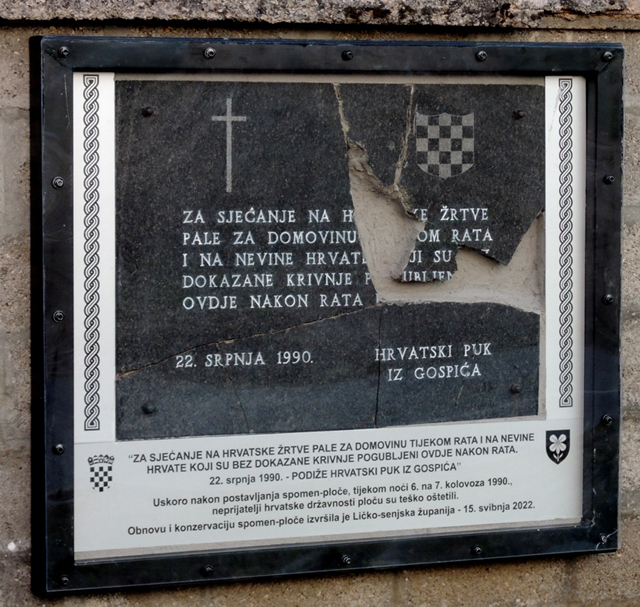 ZA SJEĆANJE NA ŽRTVE
PALE ZA DOMOVINU RATA
I NA NEVINE SU
DOKAZANE KRIVNJE
OVDJE NAKON RATA
22. SRPNJA 1990.
HRVATSKI PUK
IZ GOSPIĆA
“ZA SJEĆANJE NA HRVATSKE ŽRTVE PALE ZA DOMOVINU TIJEKOM RATA I NA NEVINE
HRVATE KOJI SU BEZ DOKAZANE KRIVNJE POGUBLJENI OVDJE NAKON RATA.
22. srpnja 1990. - PODIŽE HRVATSKI PUK IZ GOSPIĆA”
Uskoro nakon postavljanja spomen-ploče, tijekom noći 6. na 7. kolovoza 1990.,
neprijatelji hrvatske državnosti ploču su teško oštetili.
Obnovu i konzervaciju spomen-ploče izvršila je Ličko-senjska županija - 15. svibnja 2022.